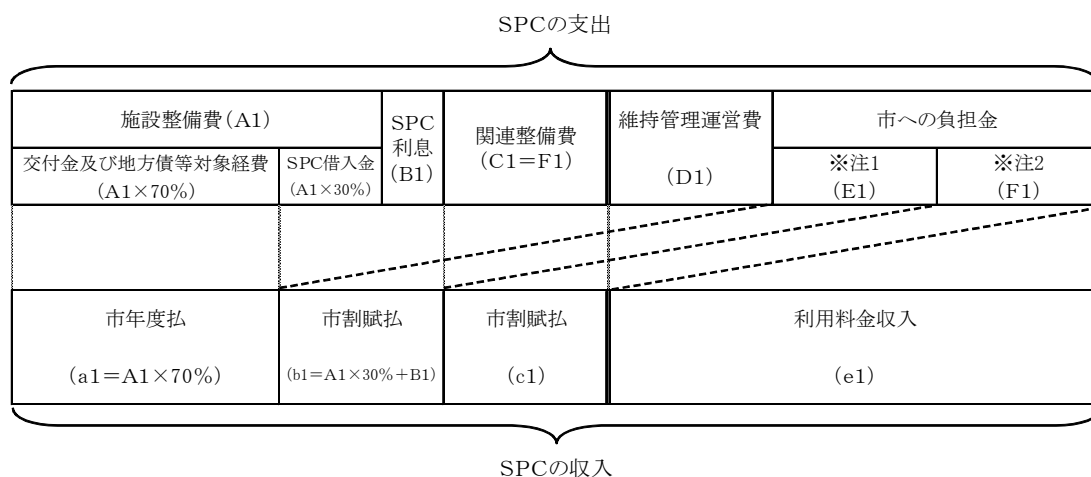 SPCの支出
施設整備費(A1)
SPC
利息
(B1)
関連整備費
(C1=F1)
維持管理運営費
(D1)
市への負担金
交付金及び地方債等対象経費
(A1×70%)
SPC借入金
(A1×30%)
※注1
(E1)
※注2
(F1)
市年度払
(a1=A1×70%)
市割賦払
(b1=A1×30%+B1)
市割賦払
(c1)
利用料金収入
(e1)
SPCの収入